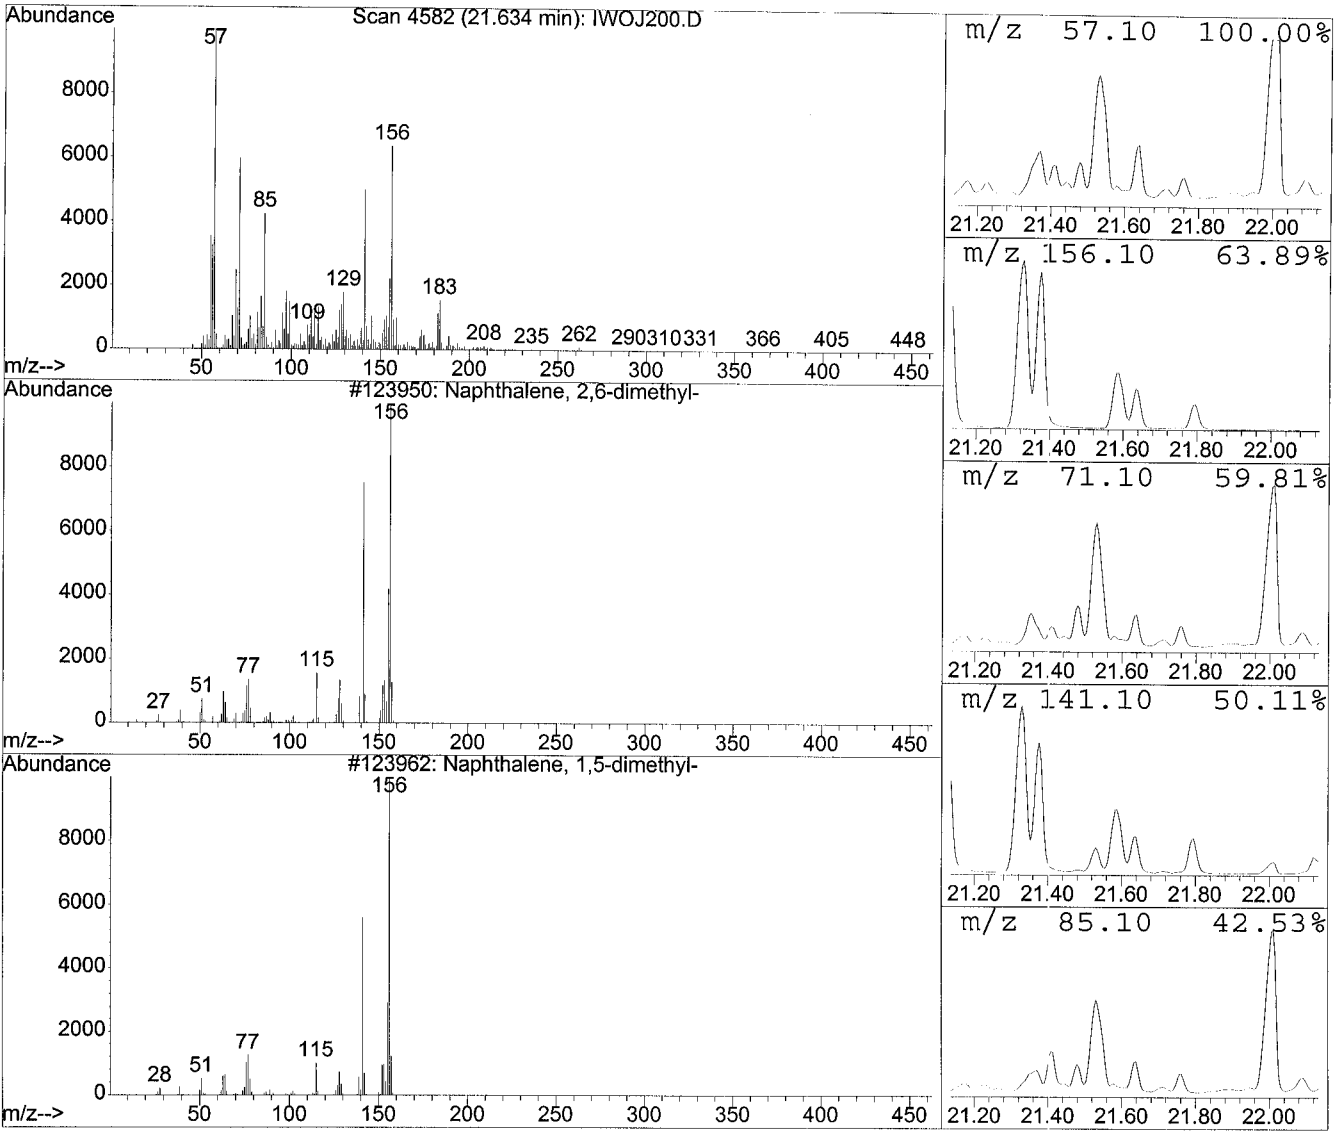 Abundance
Scan 4582 (21.634 min): IWOJ200.D
57
8000
156
6000
85
4000
129
2000
183
109
208 235 262 290 310 331 366 405 448
0
m/z-->
50 100 150 200 250 300 350 400 450
Abundance
#123950: Naphthalene, 2,6-dimethyl-
156
8000
6000
4000
2000
115
77
51
27
0
m/z-->
50 100 150 200 250 300 350 400 450
Abundance
#123962: Naphthalene, 1,5-dimethyl-
156
8000
6000
4000
2000
77
115
51
28
0
m/z-->
50 100 150 200 250 300 350 400 450
m/z 57.10 100.00%
21.20 21.40 21.60 21.80 22.00
m/z 156.10 63.89%
21.20 21.40 21.60 21.80 22.00
m/z 71.10 59.81%
21.20 21.40 21.60 21.80 22.00
m/z 141.10 50.11%
21.20 21.40 21.60 21.80 22.00
m/z 85.10 42.53%
21.20 21.40 21.60 21.80 22.00